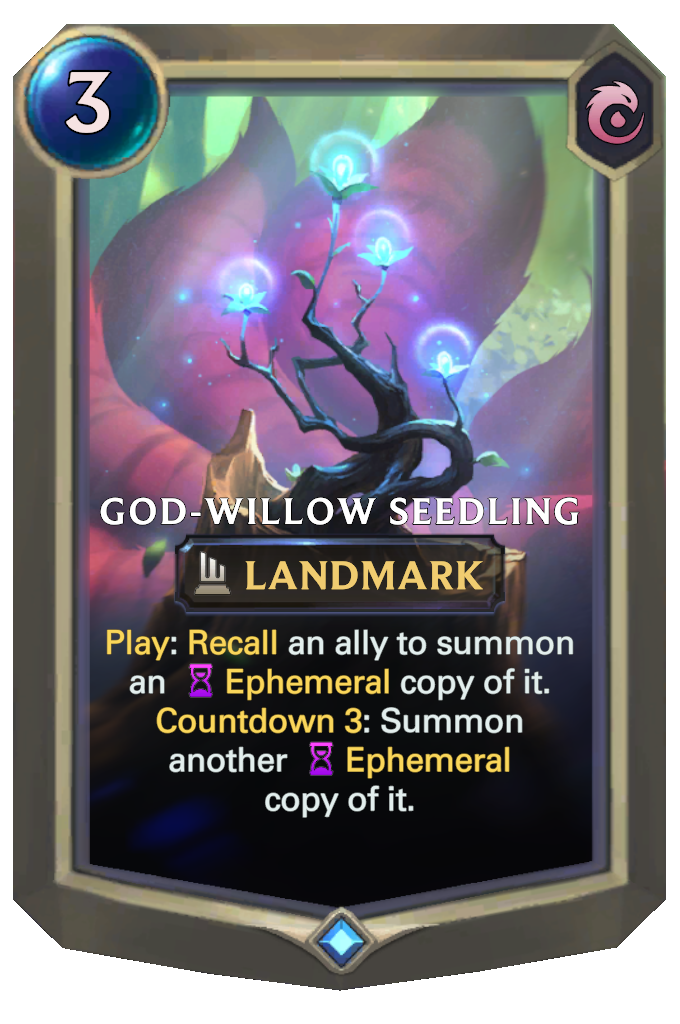 3
GOD-WILLOW SEEDLING
LANDMARK
Play: Recall an ally to summon
an Ephemeral copy of it.
Countdown 3: Summon
another Ephemeral
copy of it.